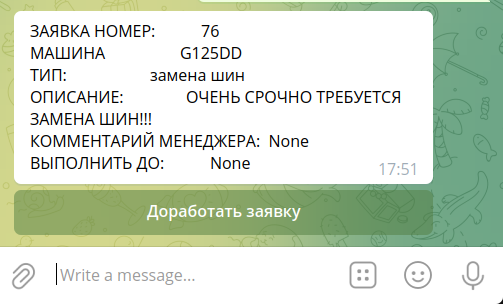 ЗАЯВКА НОМЕР: 76
МАШИНА G125DD
ТИП: замена шин
ОПИСАНИЕ: ОЧЕНЬ СРОЧНО ТРЕБУЕТСЯ
ЗАМЕНА ШИН!!!
КОММЕНТАРИЙ МЕНЕДЖЕРА: None
ВЫПОЛНИТЬ ДО: None
17:51
Доработать заявку
Write a message...